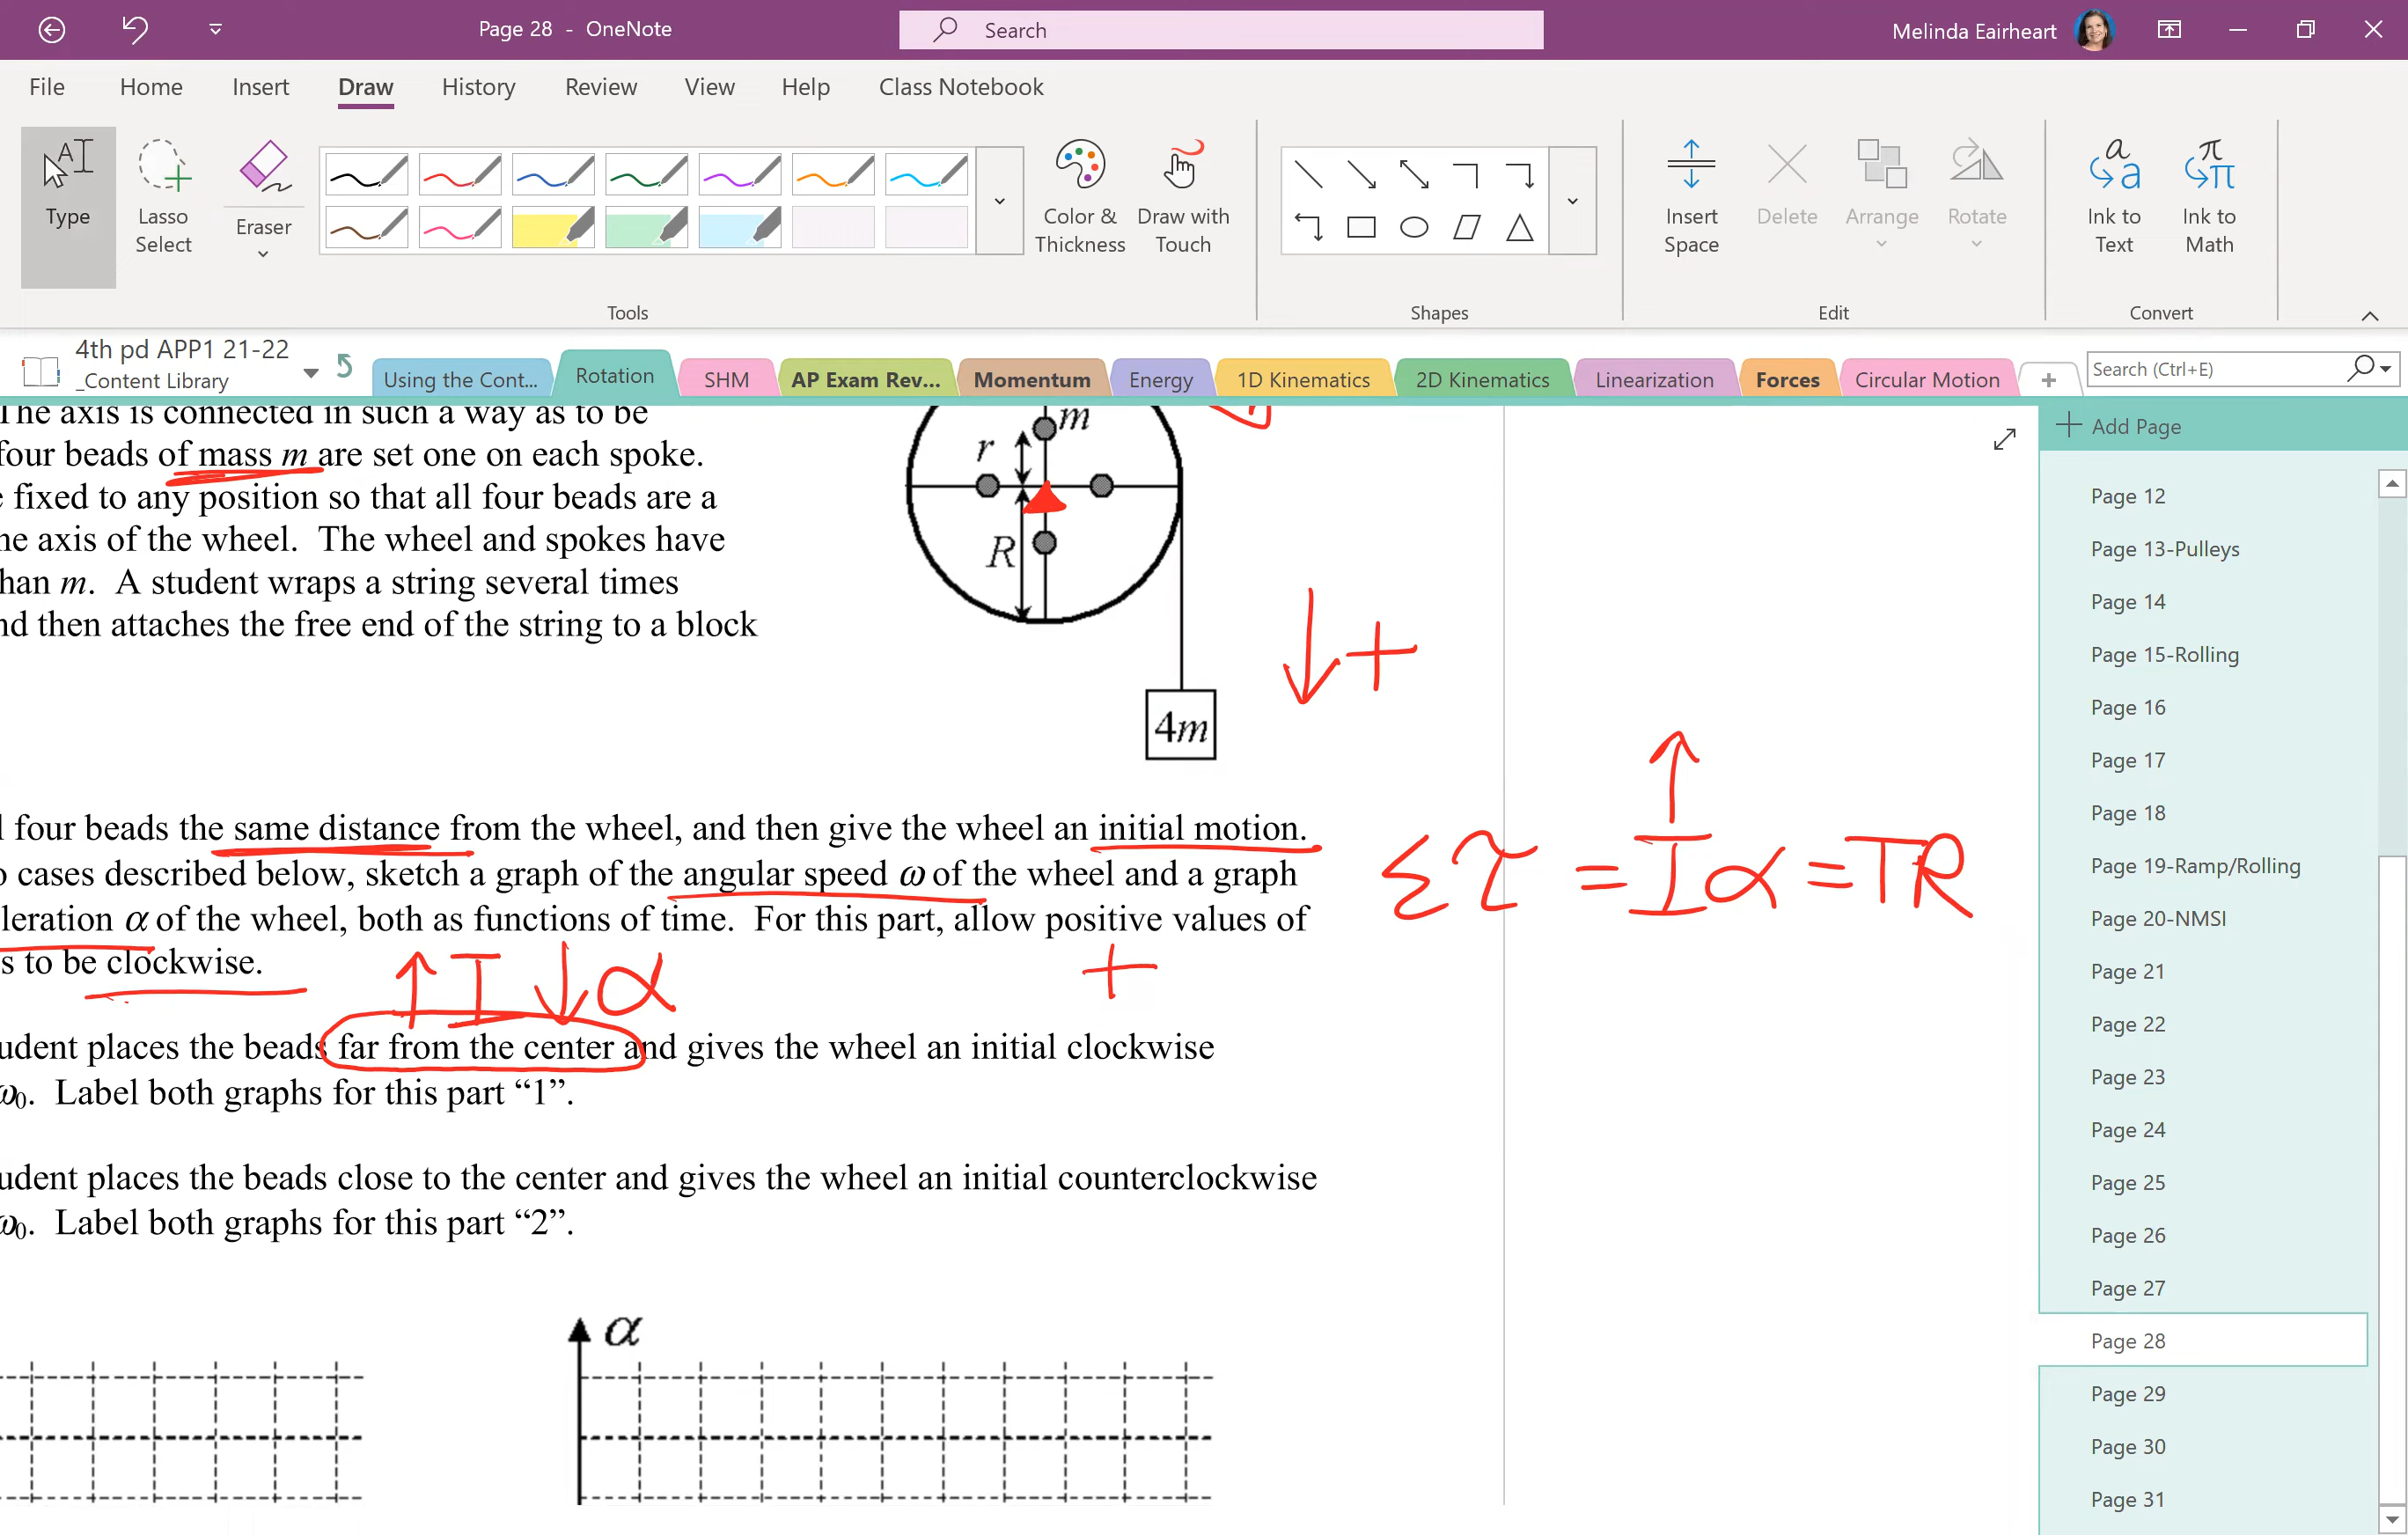 Page 28 - OneNote
Search
Melinda Eairheart
File Home Insert Draw History Review View Help Class Notebook
Type
Lasso Select
Eraser
Color & Thickness
Draw with Touch
Insert Space
Delete
Arrange
Rotate
Ink to Text
Ink to Math
Tools
Shapes
Edit
Convert
4th pd APP1 21-22
_Content Library
Using the Cont... Rotation SHM AP Exam Rev... Momentum Energy 1D Kinematics 2D Kinematics Linearization Forces Circular Motion +
Search (Ctrl+E)
The axis is connected in such a way as to be
four beads of mass m are set one on each spoke.
e fixed to any position so that all four beads are a
he axis of the wheel. The wheel and spokes have
han m. A student wraps a string several times
nd then attaches the free end of the string to a block
m
r
R
4m
↓+
l four beads the same distance from the wheel, and then give the wheel an initial motion.
o cases described below, sketch a graph of the angular speed ω of the wheel and a graph
leration α of the wheel, both as functions of time. For this part, allow positive values of
s to be clockwise.
+
↑I ↓α
Στ = Iα = TR
↑
udent places the beads far from the center and gives the wheel an initial clockwise
ω0. Label both graphs for this part “1”.
udent places the beads close to the center and gives the wheel an initial counterclockwise
ω0. Label both graphs for this part “2”.
α
Add Page
Page 12
Page 13-Pulleys
Page 14
Page 15-Rolling
Page 16
Page 17
Page 18
Page 19-Ramp/Rolling
Page 20-NMSI
Page 21
Page 22
Page 23
Page 24
Page 25
Page 26
Page 27
Page 28
Page 29
Page 30
Page 31